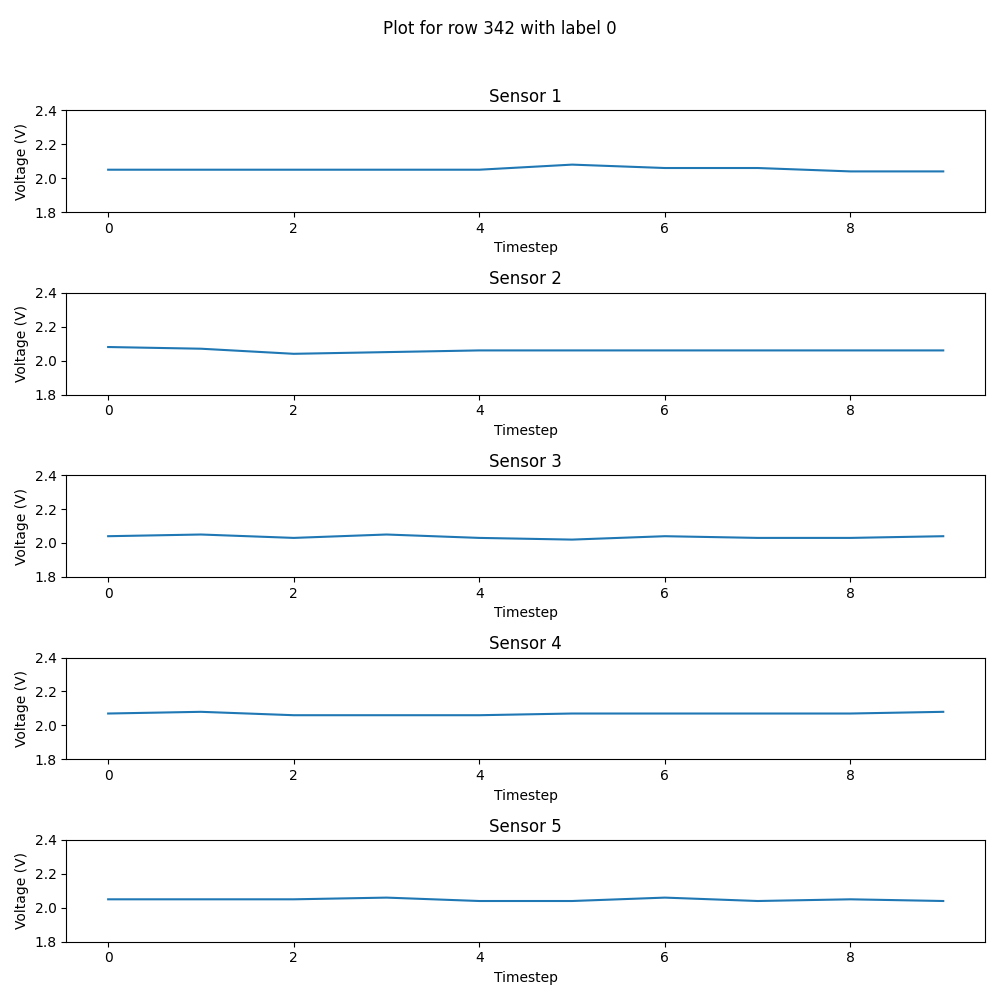 Plot for row 342 with label 0
Sensor 1
2.4
2.2
2.0
1.8
Voltage (V)
0 2 4 6 8
Timestep
Sensor 2
2.4
2.2
2.0
1.8
Voltage (V)
0 2 4 6 8
Timestep
Sensor 3
2.4
2.2
2.0
1.8
Voltage (V)
0 2 4 6 8
Timestep
Sensor 4
2.4
2.2
2.0
1.8
Voltage (V)
0 2 4 6 8
Timestep
Sensor 5
2.4
2.2
2.0
1.8
Voltage (V)
0 2 4 6 8
Timestep